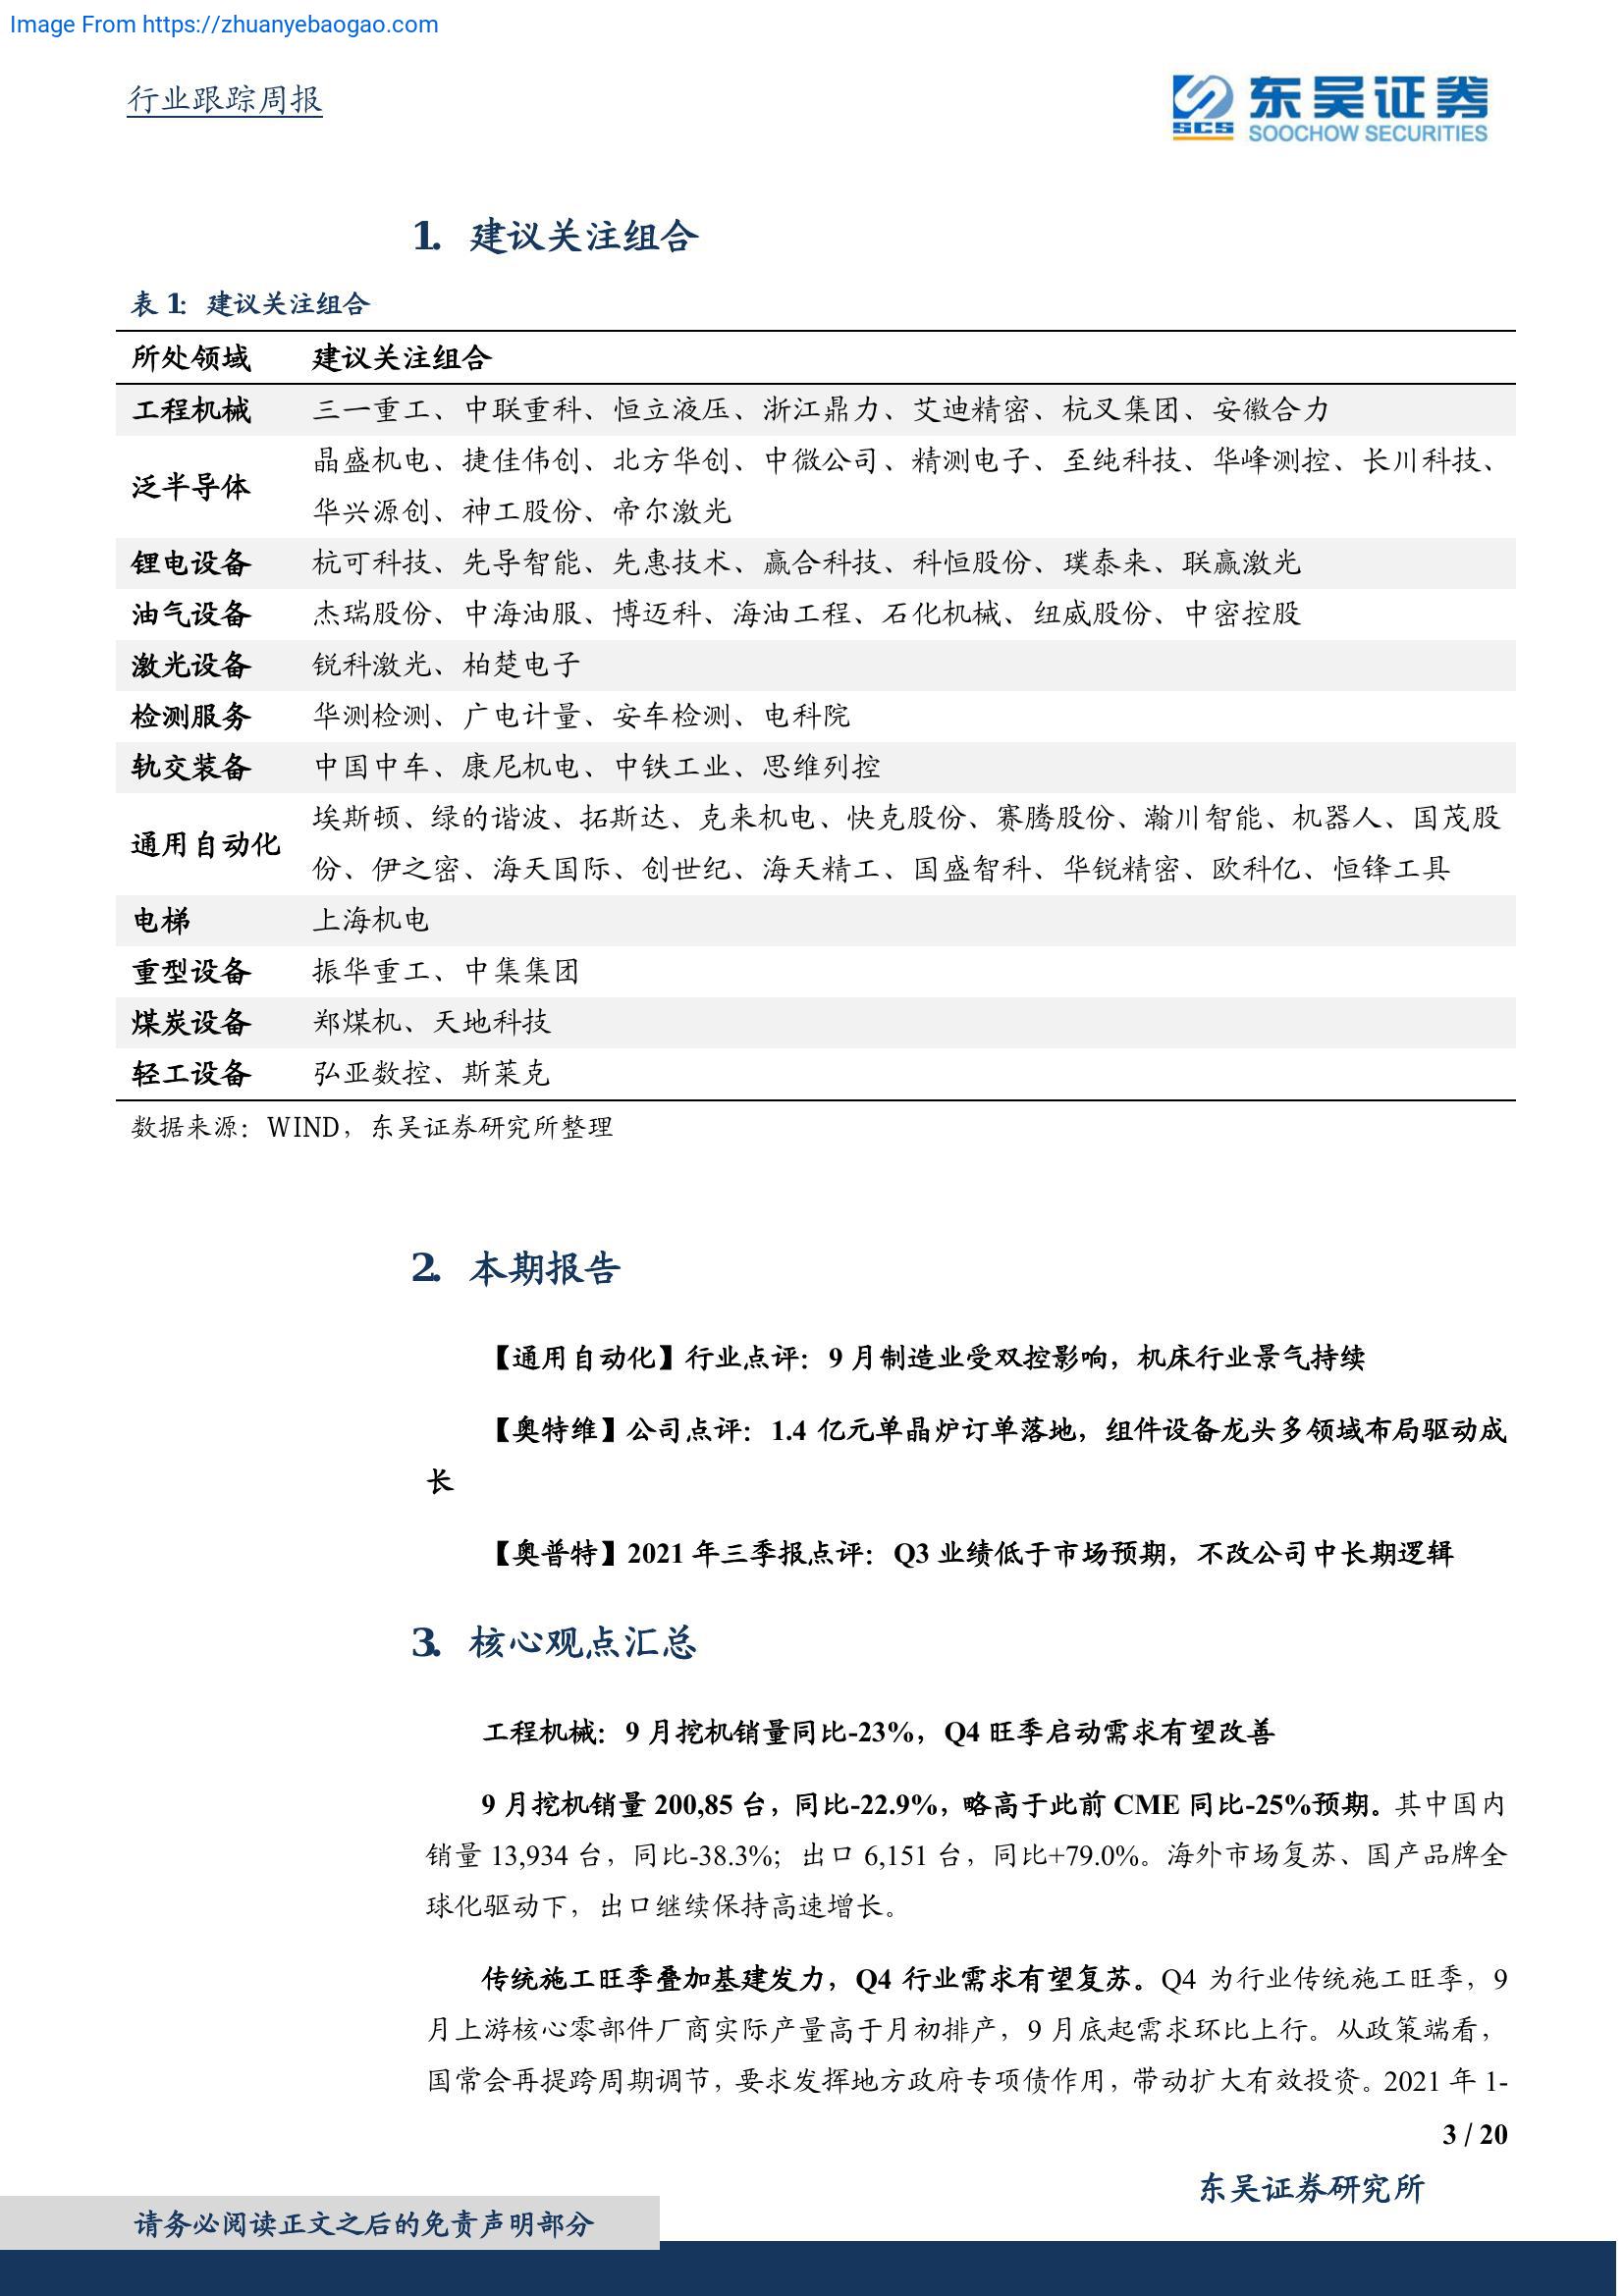 Image From https://zhuanyebaogao.com
行业跟踪周报
SCS
东吴证券
SOOCHOW SECURITIES
1. 建议关注组合
表 1: 建议关注组合
所处领域 建议关注组合
工程机械 三一重工、中联重科、恒立液压、浙江鼎力、艾迪精密、杭叉集团、安徽合力
泛半导体 晶盛机电、捷佳伟创、北方华创、中微公司、精测电子、至纯科技、华峰测控、长川科技、
华兴源创、神工股份、帝尔激光
锂电设备 杭可科技、先导智能、先惠技术、赢合科技、科恒股份、璞泰来、联赢激光
油气设备 杰瑞股份、中海油服、博迈科、海油工程、石化机械、纽威股份、中密控股
激光设备 锐科激光、柏楚电子
检测服务 华测检测、广电计量、安车检测、电科院
轨交装备 中国中车、康尼机电、中铁工业、思维列控
通用自动化 埃斯顿、绿的谐波、拓斯达、克来机电、快克股份、赛腾股份、瀚川智能、机器人、国茂股
份、伊之密、海天国际、创世纪、海天精工、国盛智科、华锐精密、欧科亿、恒锋工具
电梯 上海机电
重型设备 振华重工、中集集团
煤炭设备 郑煤机、天地科技
轻工设备 弘亚数控、斯莱克
数据来源：WIND，东吴证券研究所整理
2. 本期报告
【通用自动化】行业点评：9 月制造业受双控影响，机床行业景气持续
【奥特维】公司点评：1.4 亿元单晶炉订单落地，组件设备龙头多领域布局驱动成
长
【奥普特】2021 年三季报点评：Q3 业绩低于市场预期，不改公司中长期逻辑
3. 核心观点汇总
工程机械：9 月挖机销量同比-23%，Q4 旺季启动需求有望改善
9 月挖机销量 200,85 台，同比-22.9%，略高于此前 CME 同比-25%预期。其中国内
销量 13,934 台，同比-38.3%；出口 6,151 台，同比+79.0%。海外市场复苏、国产品牌全
球化驱动下，出口继续保持高速增长。
传统施工旺季叠加基建发力，Q4 行业需求有望复苏。Q4 为行业传统施工旺季，9
月上游核心零部件厂商实际产量高于月初排产，9 月底起需求环比上行。从政策端看，
国常会再提跨周期调节，要求发挥地方政府专项债作用，带动扩大有效投资。2021 年 1-
3 / 20
东吴证券研究所
请务必阅读正文之后的免责声明部分